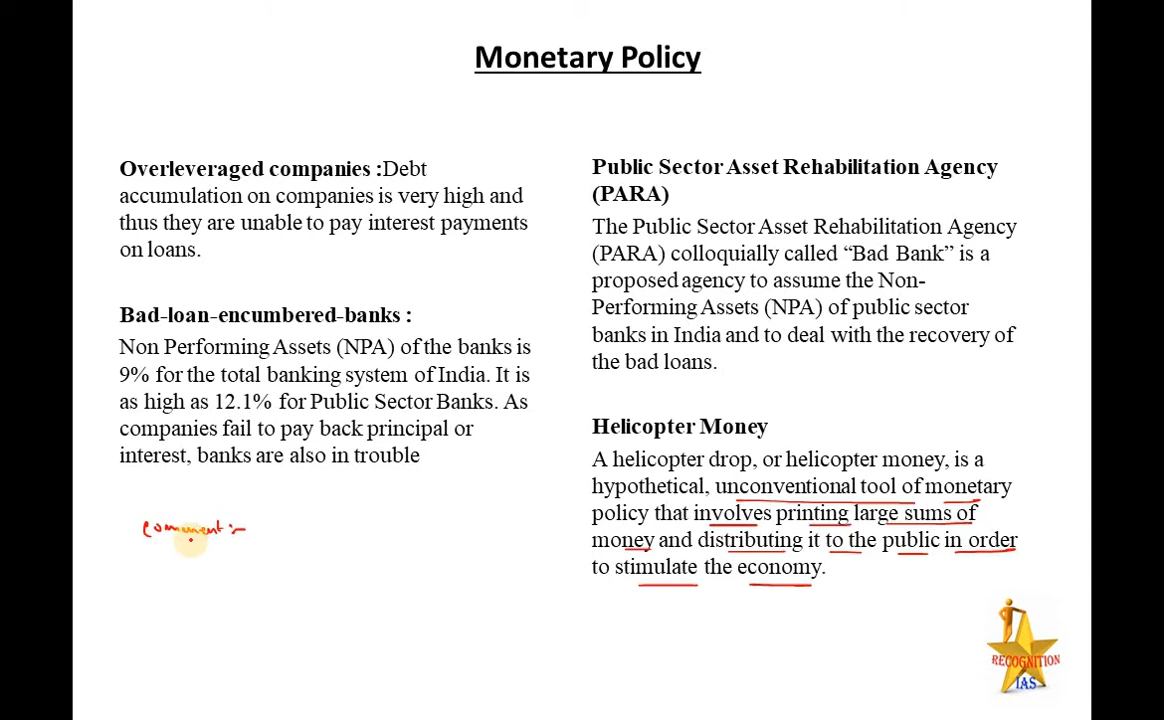 Monetary Policy
Overleveraged companies :Debt
accumulation on companies is very high and
thus they are unable to pay interest payments
on loans.
Bad-loan-encumbered-banks :
Non Performing Assets (NPA) of the banks is
9% for the total banking system of India. It is
as high as 12.1% for Public Sector Banks. As
companies fail to pay back principal or
interest, banks are also in trouble
comment :-
Public Sector Asset Rehabilitation Agency
(PARA)
The Public Sector Asset Rehabilitation Agency
(PARA) colloquially called “Bad Bank” is a
proposed agency to assume the Non-
Performing Assets (NPA) of public sector
banks in India and to deal with the recovery of
the bad loans.
Helicopter Money
A helicopter drop, or helicopter money, is a
hypothetical, unconventional tool of monetary
policy that involves printing large sums of
money and distributing it to the public in order
to stimulate the economy.
RECOGNITION
IAS